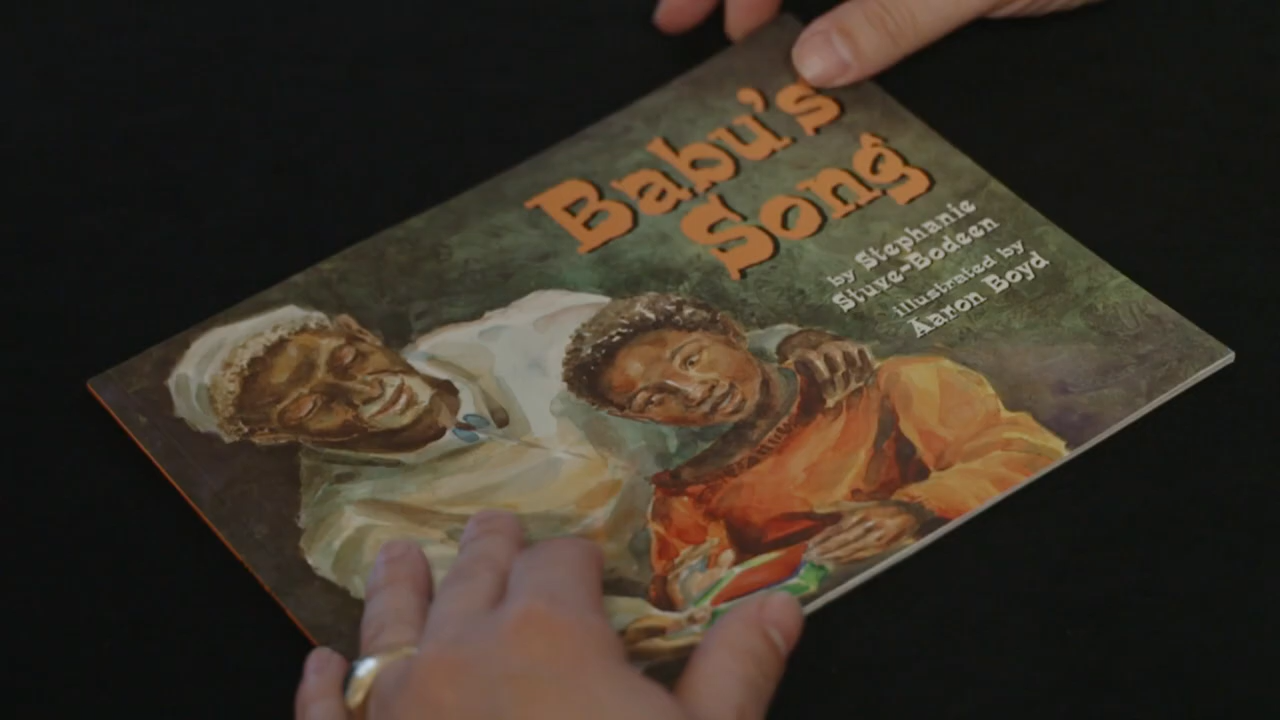 Babu's
Song
by Stephanie
Stuve-Bodeen
illustrated by
Aaron Boyd